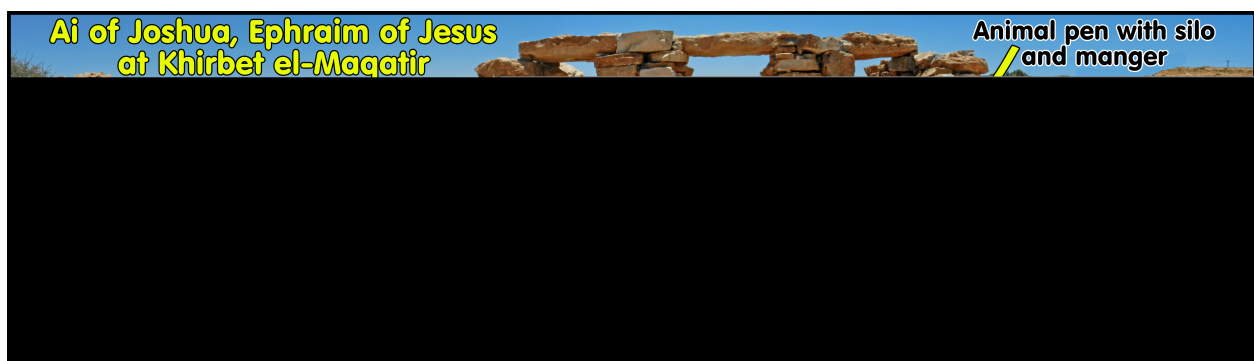 Ai of Joshua, Ephraim of Jesus
at Khirbet el-Maqatir
Animal pen with silo
and manger